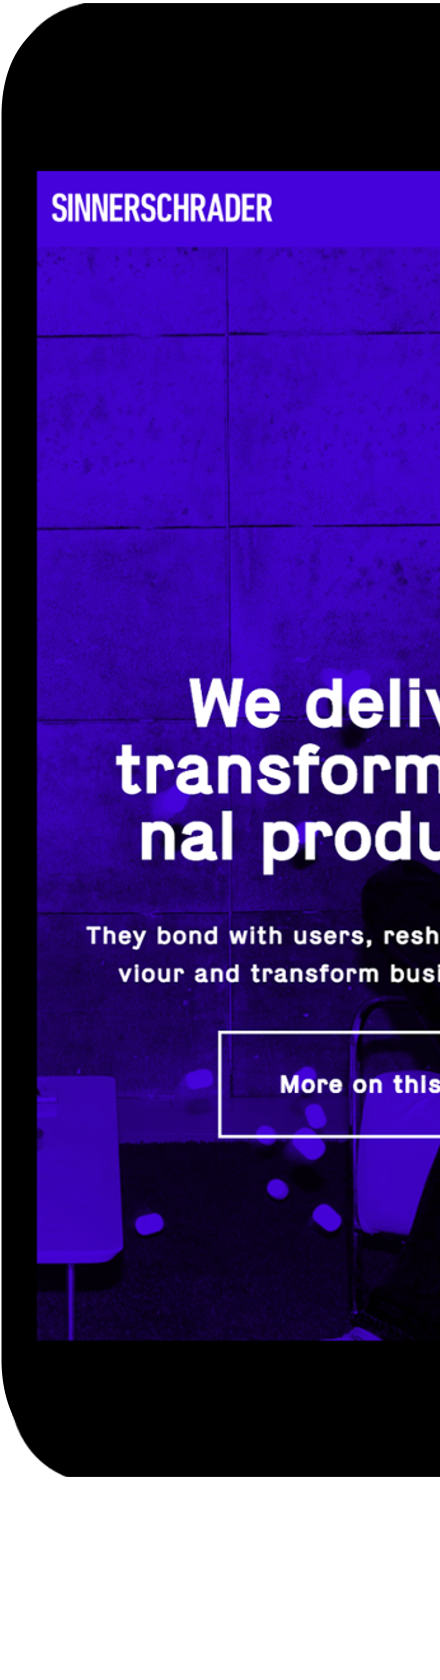 SINNERSCHRADER
We deliv
transform
nal produ
They bond with users, resh
viour and transform busi
More on this